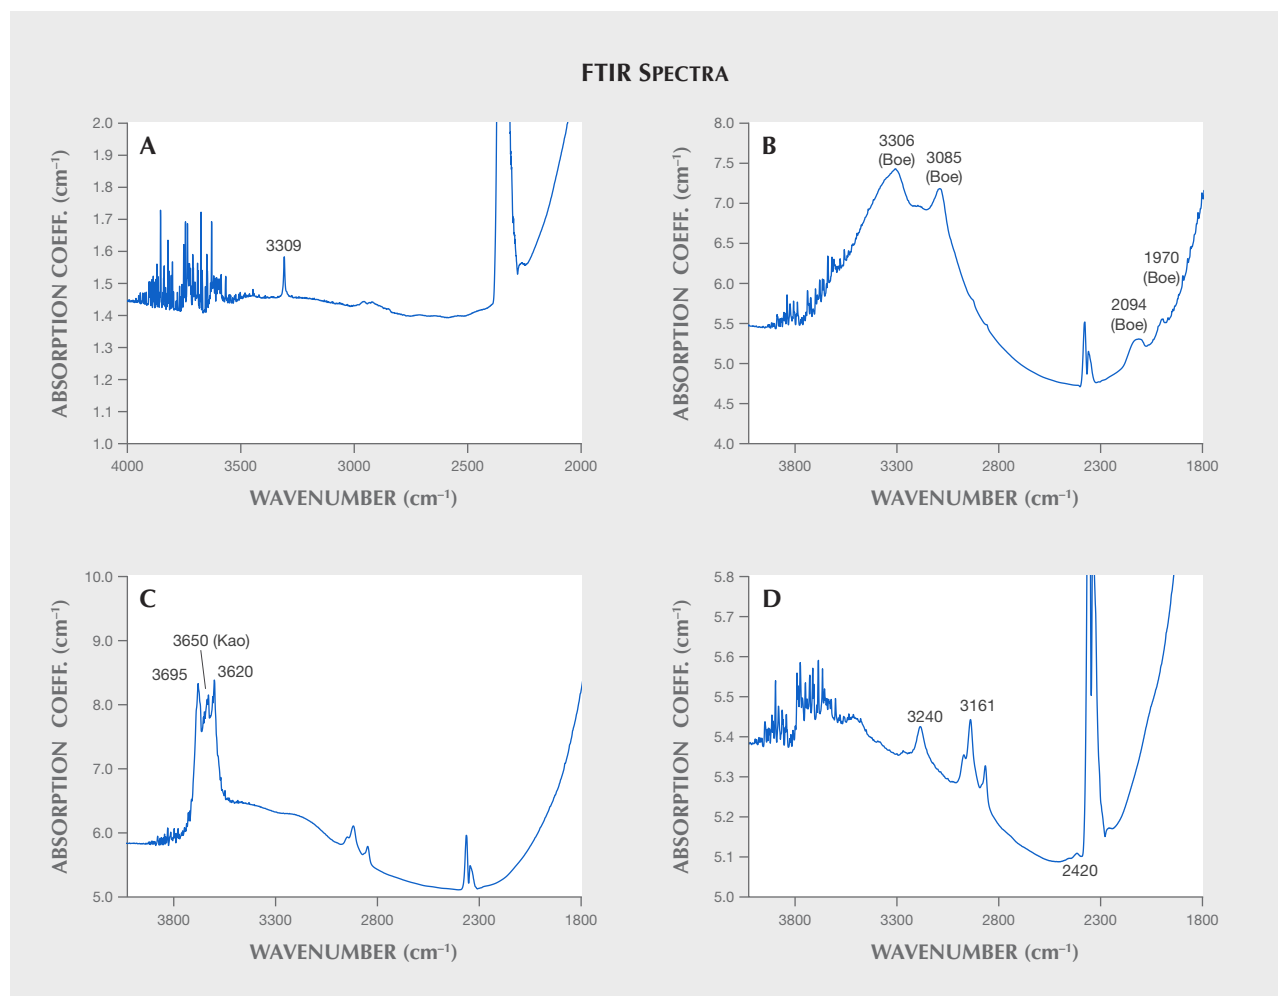 FTIR SPECTRA
A
ABSORPTION COEFF. (cm⁻¹)
2.0
1.9
1.8
1.7
1.6
1.5
1.4
1.3
1.2
1.1
1.0
3309
4000 3500 3000 2500 2000
WAVENUMBER (cm⁻¹)
B
ABSORPTION COEFF. (cm⁻¹)
8.0
7.5
7.0
6.5
6.0
5.5
5.0
4.5
4.0
3306
(Boe)
3085
(Boe)
1970
(Boe)
2094
(Boe)
3800 3300 2800 2300 1800
WAVENUMBER (cm⁻¹)
C
ABSORPTION COEFF. (cm⁻¹)
10.0
9.0
8.0
7.0
6.0
5.0
3650 (Kao)
3695
3620
3800 3300 2800 2300 1800
WAVENUMBER (cm⁻¹)
D
ABSORPTION COEFF. (cm⁻¹)
5.8
5.7
5.6
5.5
5.4
5.3
5.2
5.1
5.0
3240
3161
2420
3800 3300 2800 2300 1800
WAVENUMBER (cm⁻¹)